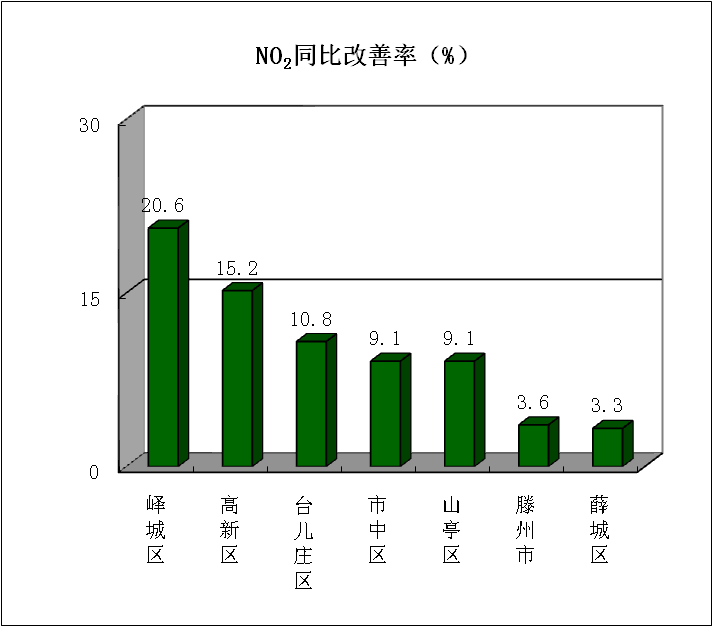 NO₂同比改善率（%）
30
15
0
20.6
15.2
10.8
9.1
9.1
3.6
3.3
峄城区
高新区
台儿庄区
市中区
山亭区
滕州市
薛城区